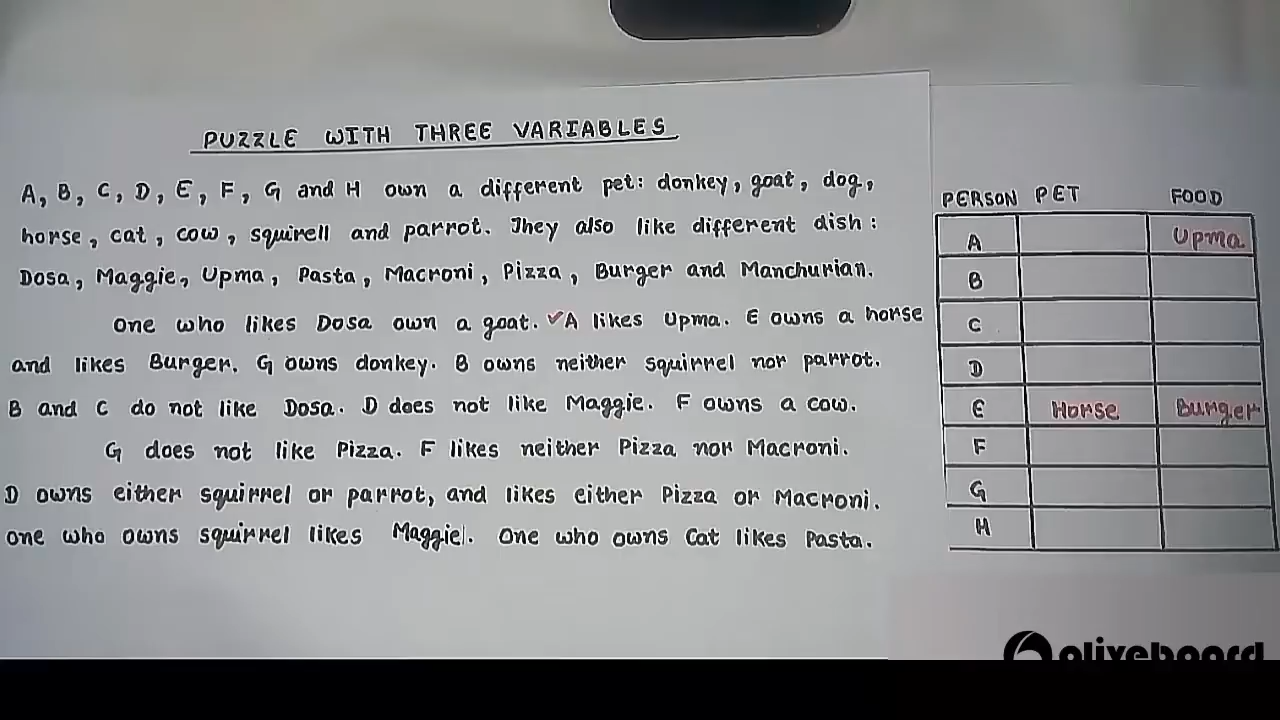 PUZZLE WITH THREE VARIABLES
A, B, C, D, E, F, G and H own a different pet: donkey, goat, dog,
horse, cat, cow, squirell and parrot. They also like different dish:
Dosa, Maggie, Upma, Pasta, Macroni, Pizza, Burger and Manchurian.
One who likes Dosa own a goat. ✓A likes Upma. E owns a horse
and likes Burger. G owns donkey. B owns neither squirrel nor parrot.
B and C do not like Dosa. D does not like Maggie. F owns a cow.
G does not like Pizza. F likes neither Pizza nor Macroni.
D owns either squirrel or parrot, and likes either Pizza or Macroni.
One who owns squirrel likes Maggie. One who owns Cat likes Pasta.
PERSON PET FOOD
A Upma
B
C
D
E Horse Burger
F
G
H
oliveboard